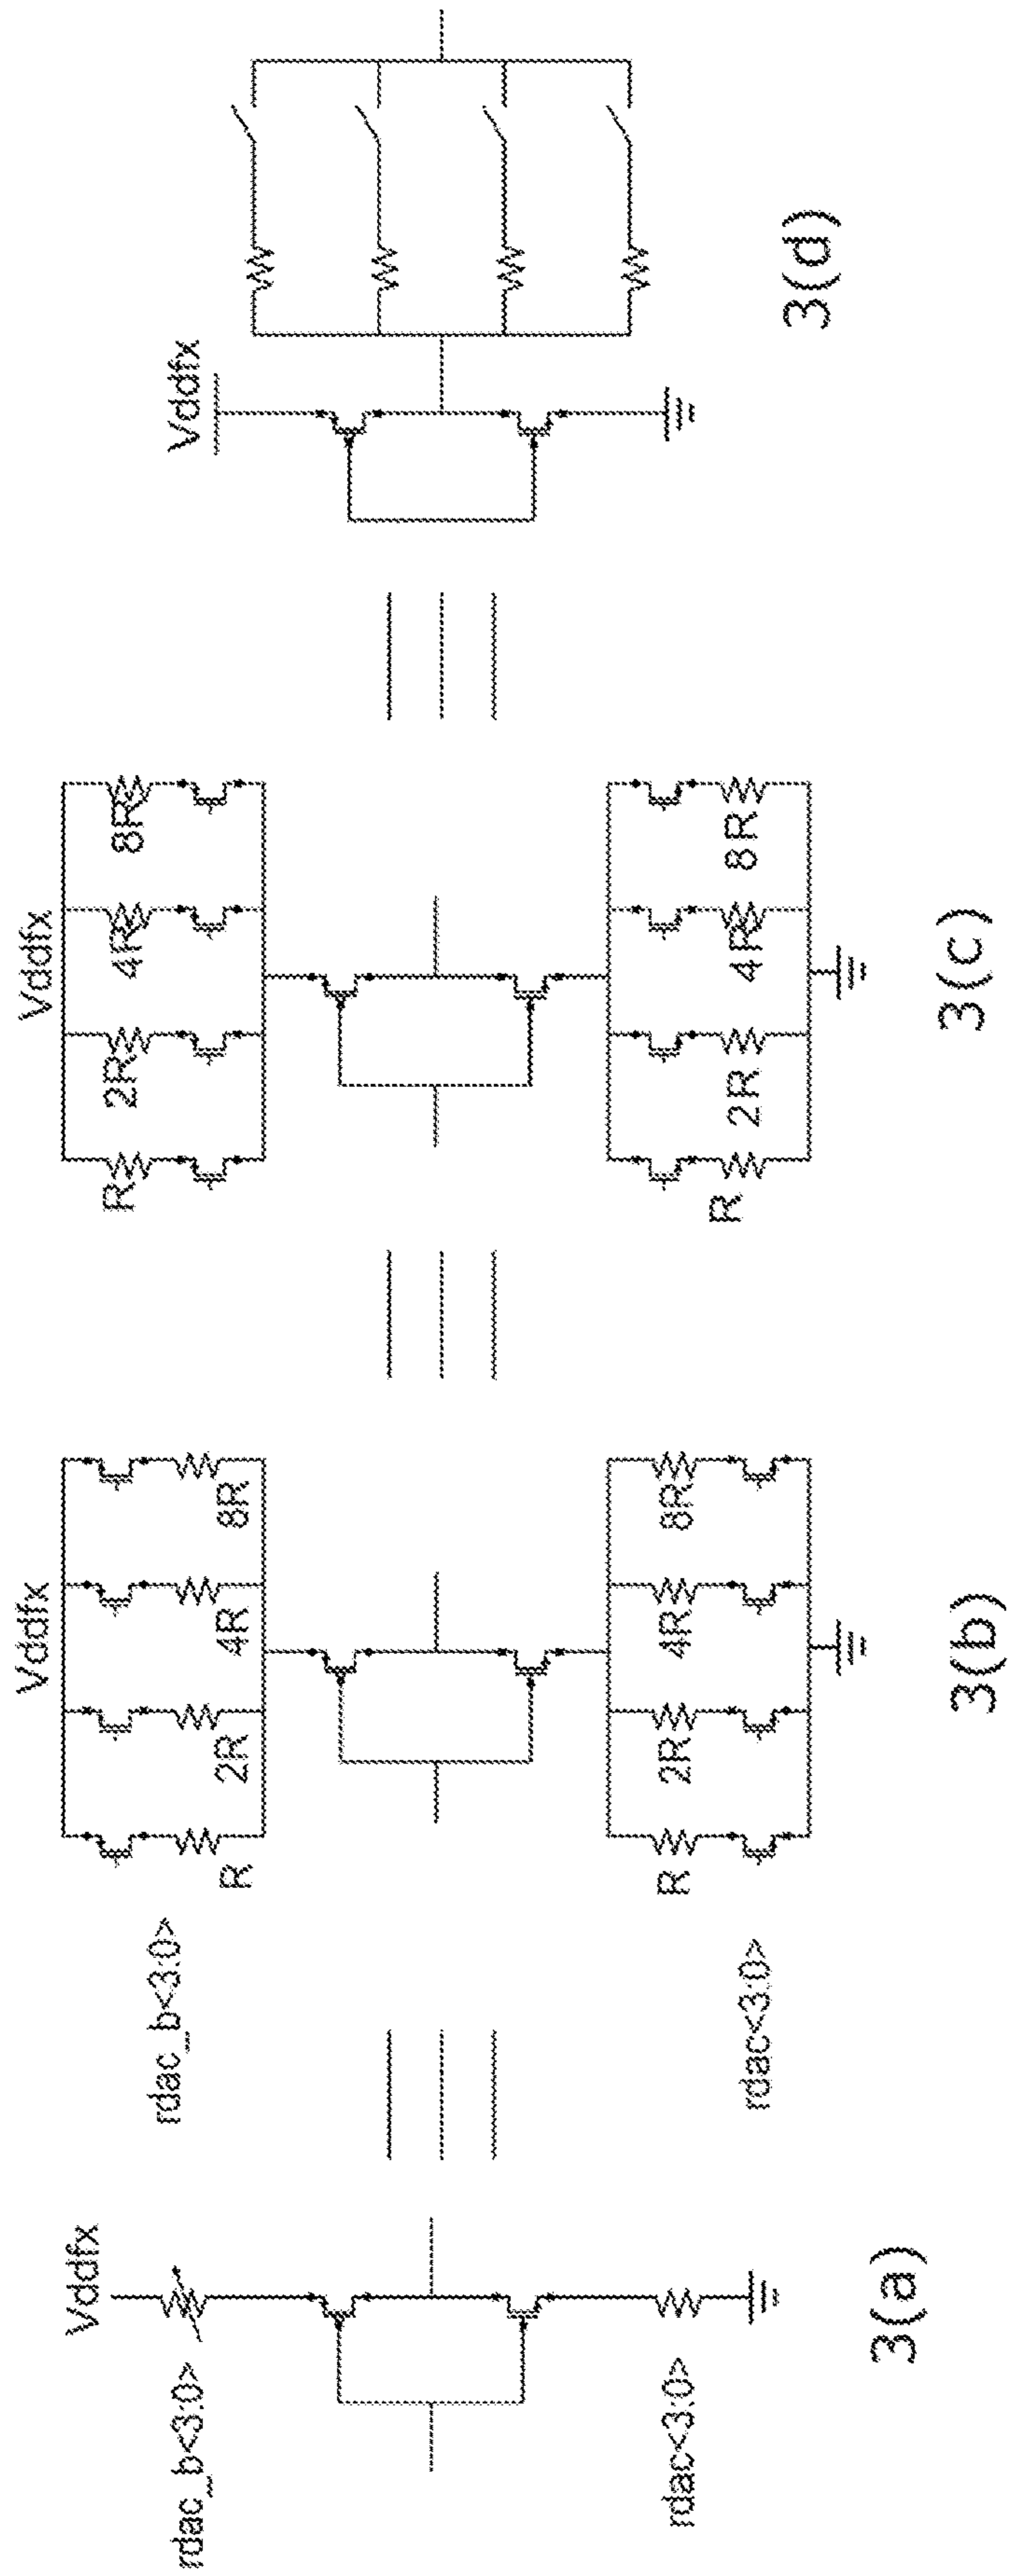 Vddfx
rdac_b<3:0>
rdac<3:0>
3(a)
Vddfx
rdac_b<3:0>
R
2R
4R
8R
rdac<3:0>
R
2R
4R
8R
3(b)
Vddfx
R
2R
4R
8R
R
2R
4R
8R
3(c)
Vddfx
3(d)